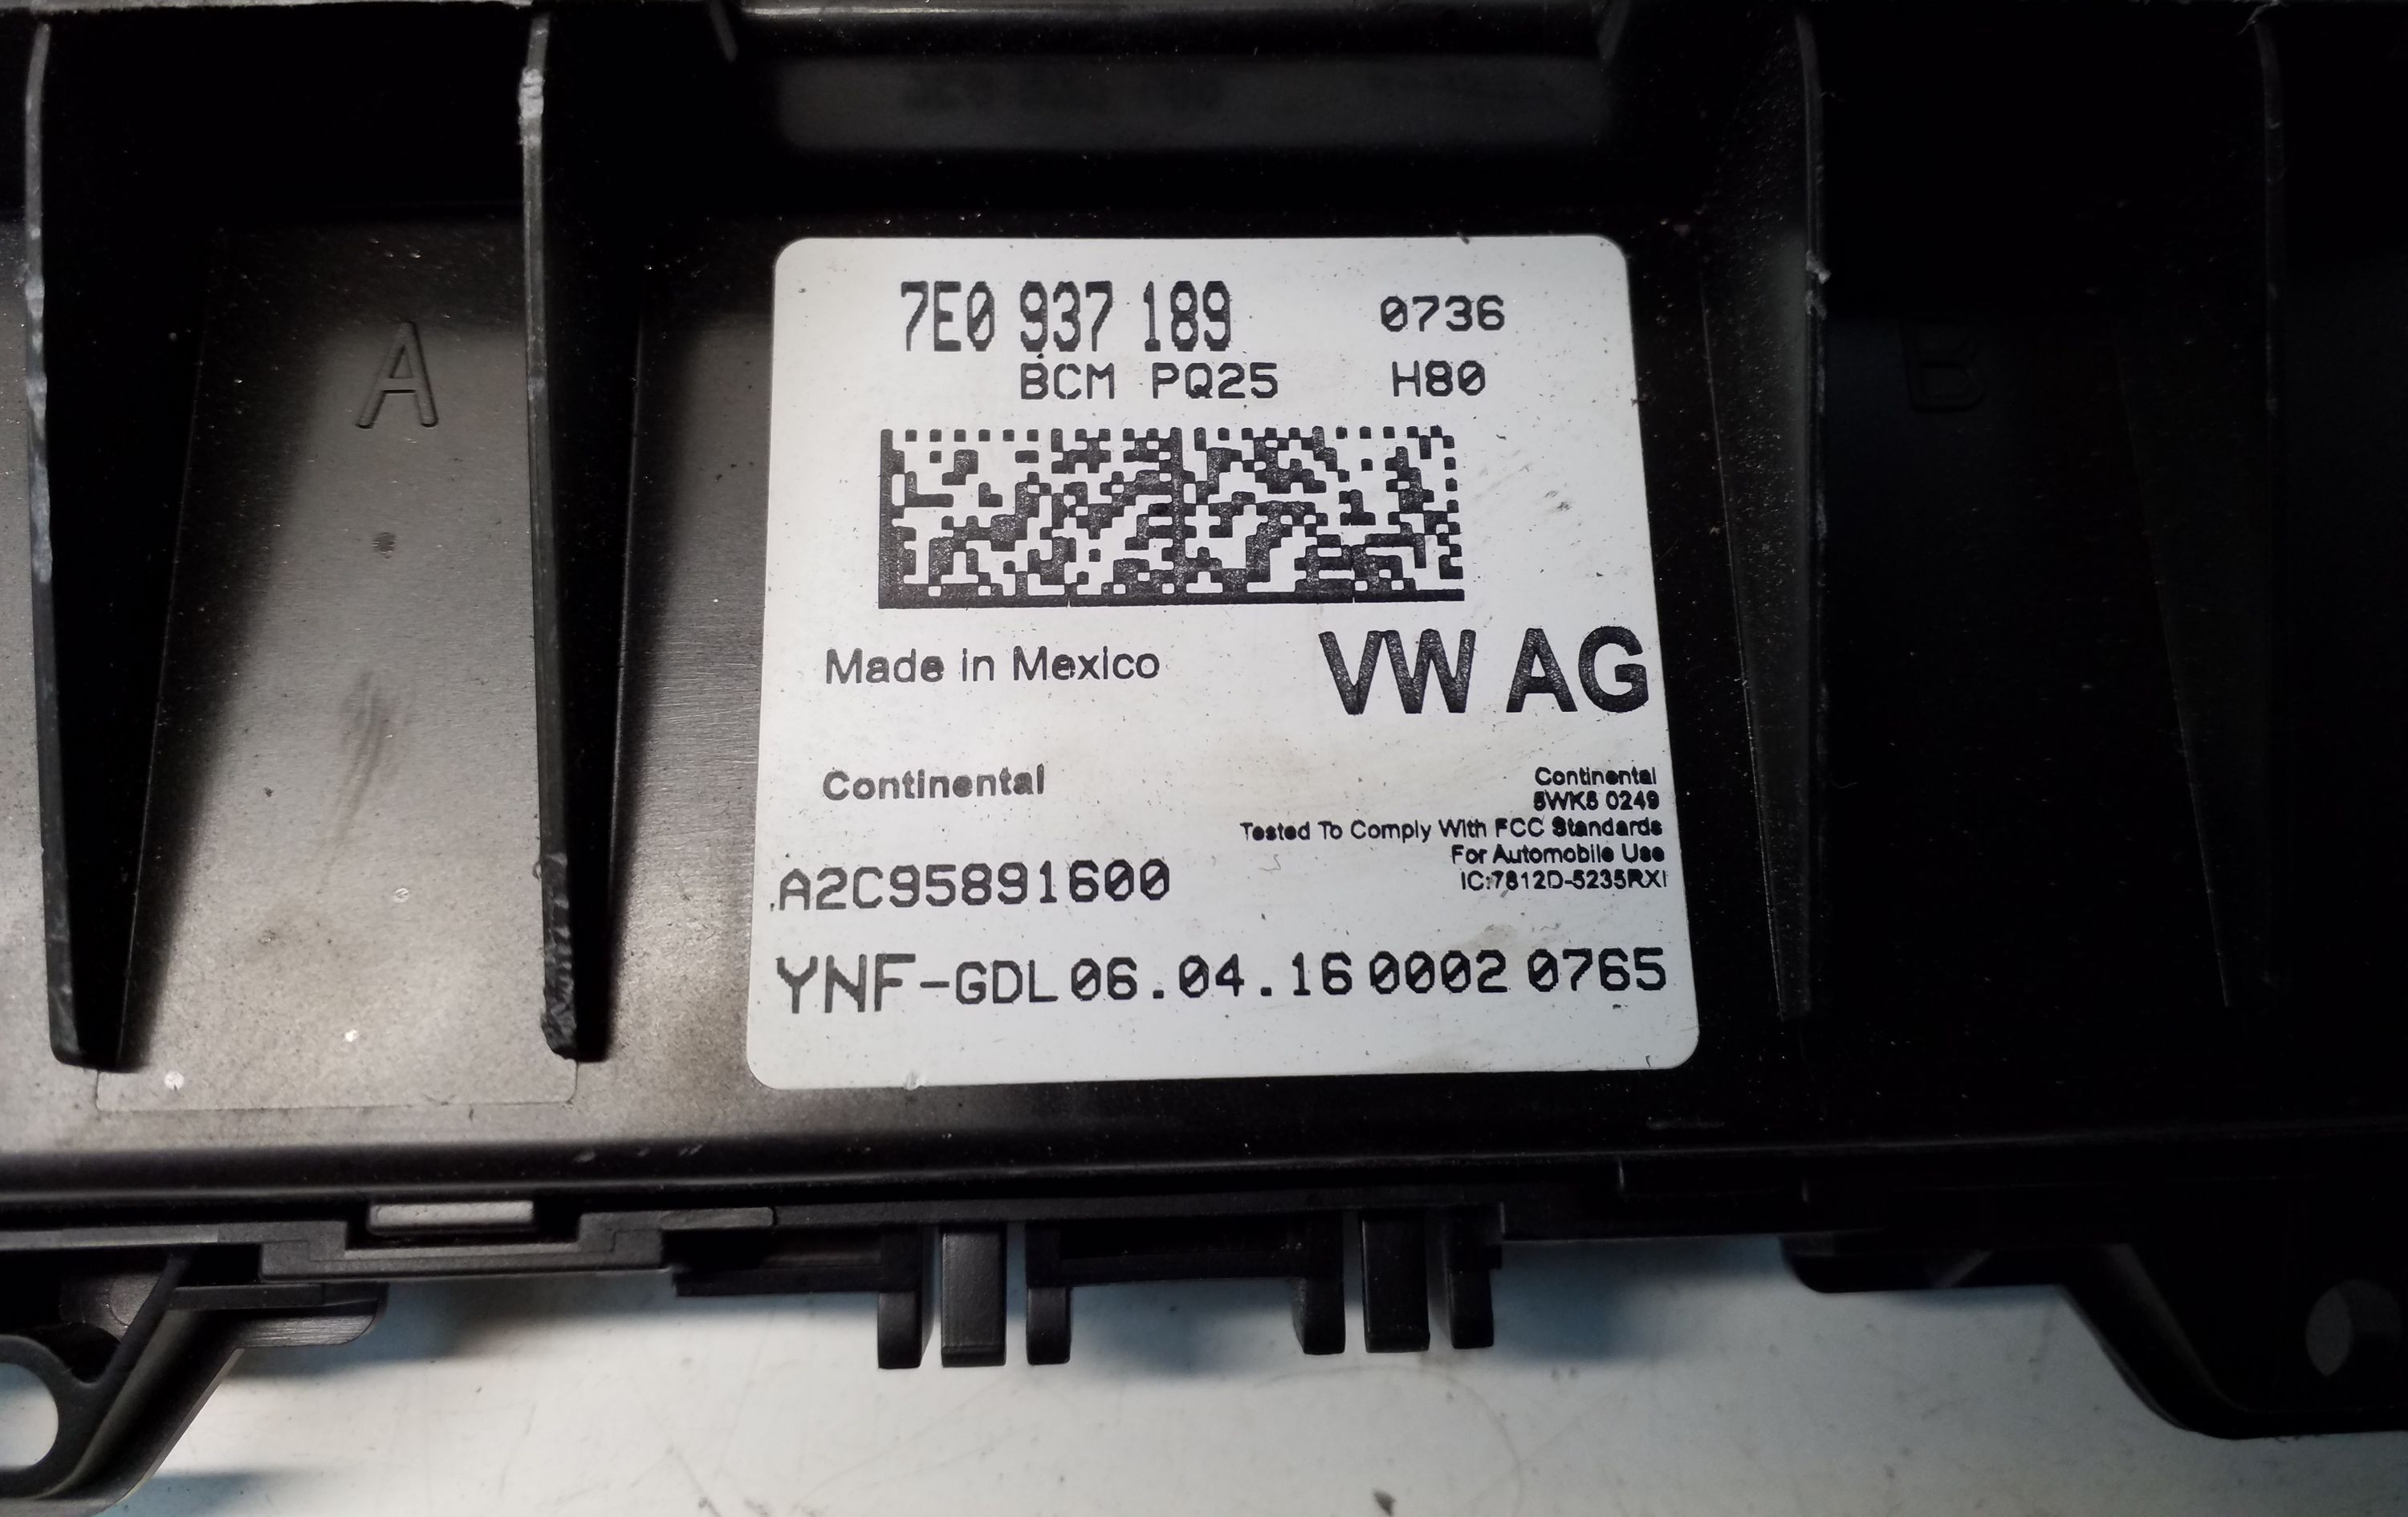 7E0 937 189 0736
BCM PQ25 H80
A
B
Made in Mexico VW AG
Continental
Continental
5WK5 0249
Tested To Comply With FCC Standards
For Automobile Use
IC:7812D-5235RXI
A2C95891600
YNF-GDL 06.04.16 0002 0765